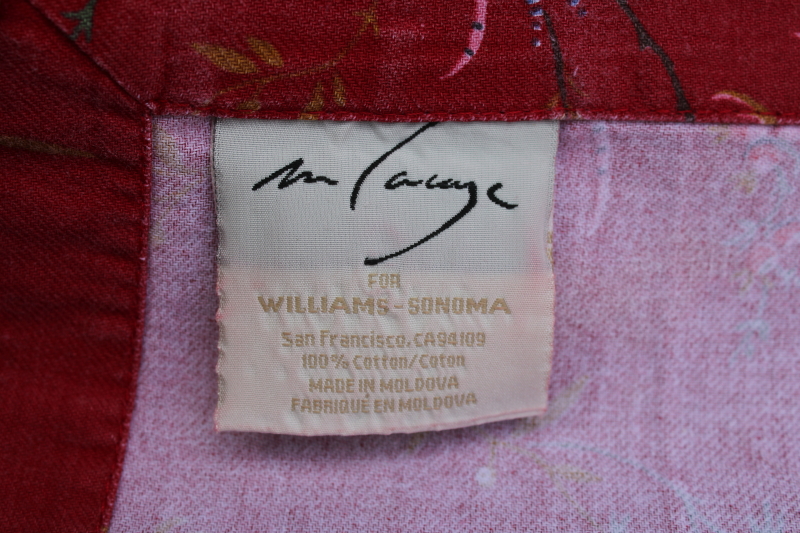 FOR
WILLIAMS-SONOMA
San Francisco, CA94109
100% Cotton/Coton
MADE IN MOLDOVA
FABRIQUÉ EN MOLDOVA